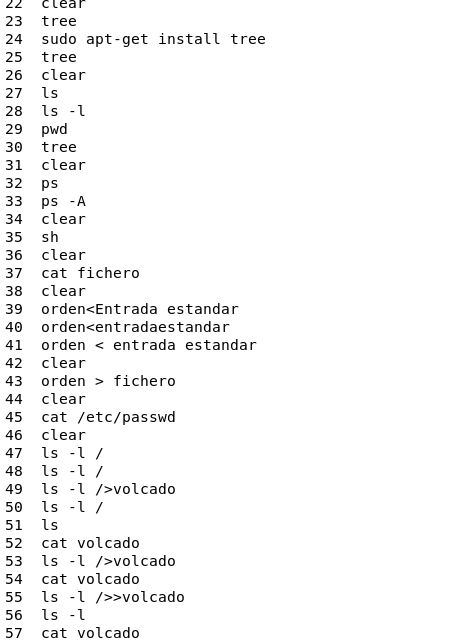 22 clear
23 tree
24 sudo apt-get install tree
25 tree
26 clear
27 ls
28 ls -l
29 pwd
30 tree
31 clear
32 ps
33 ps -A
34 clear
35 sh
36 clear
37 cat fichero
38 clear
39 orden<Entrada estandar
40 orden<entradaestandar
41 orden < entrada estandar
42 clear
43 orden > fichero
44 clear
45 cat /etc/passwd
46 clear
47 ls -l /
48 ls -l /
49 ls -l />volcado
50 ls -l /
51 ls
52 cat volcado
53 ls -l />volcado
54 cat volcado
55 ls -l />>volcado
56 ls -l
57 cat volcado